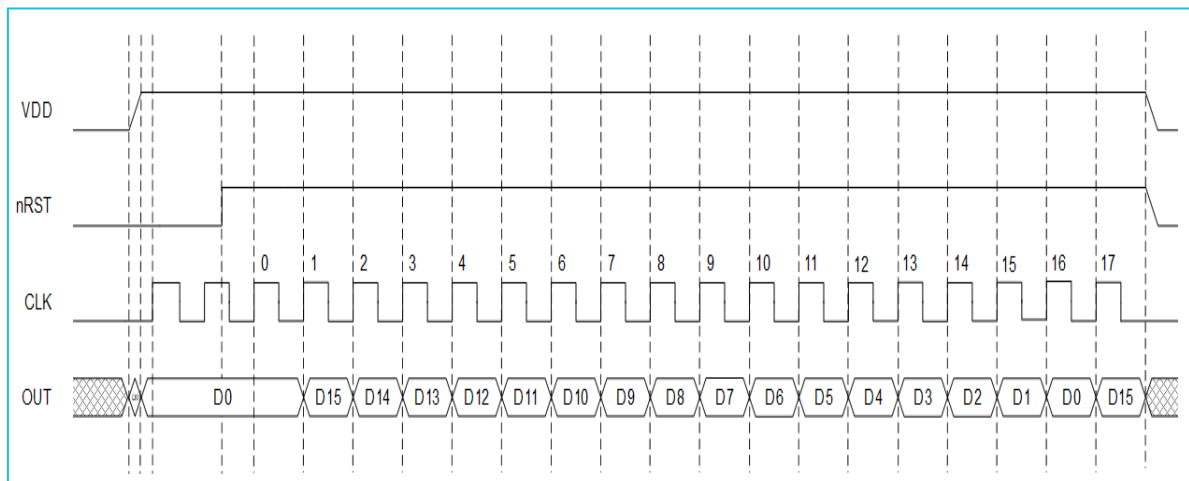 VDD
nRST
0 1 2 3 4 5 6 7 8 9 10 11 12 13 14 15 16 17
CLK
OUT D0 D15 D14 D13 D12 D11 D10 D9 D8 D7 D6 D5 D4 D3 D2 D1 D0 D15